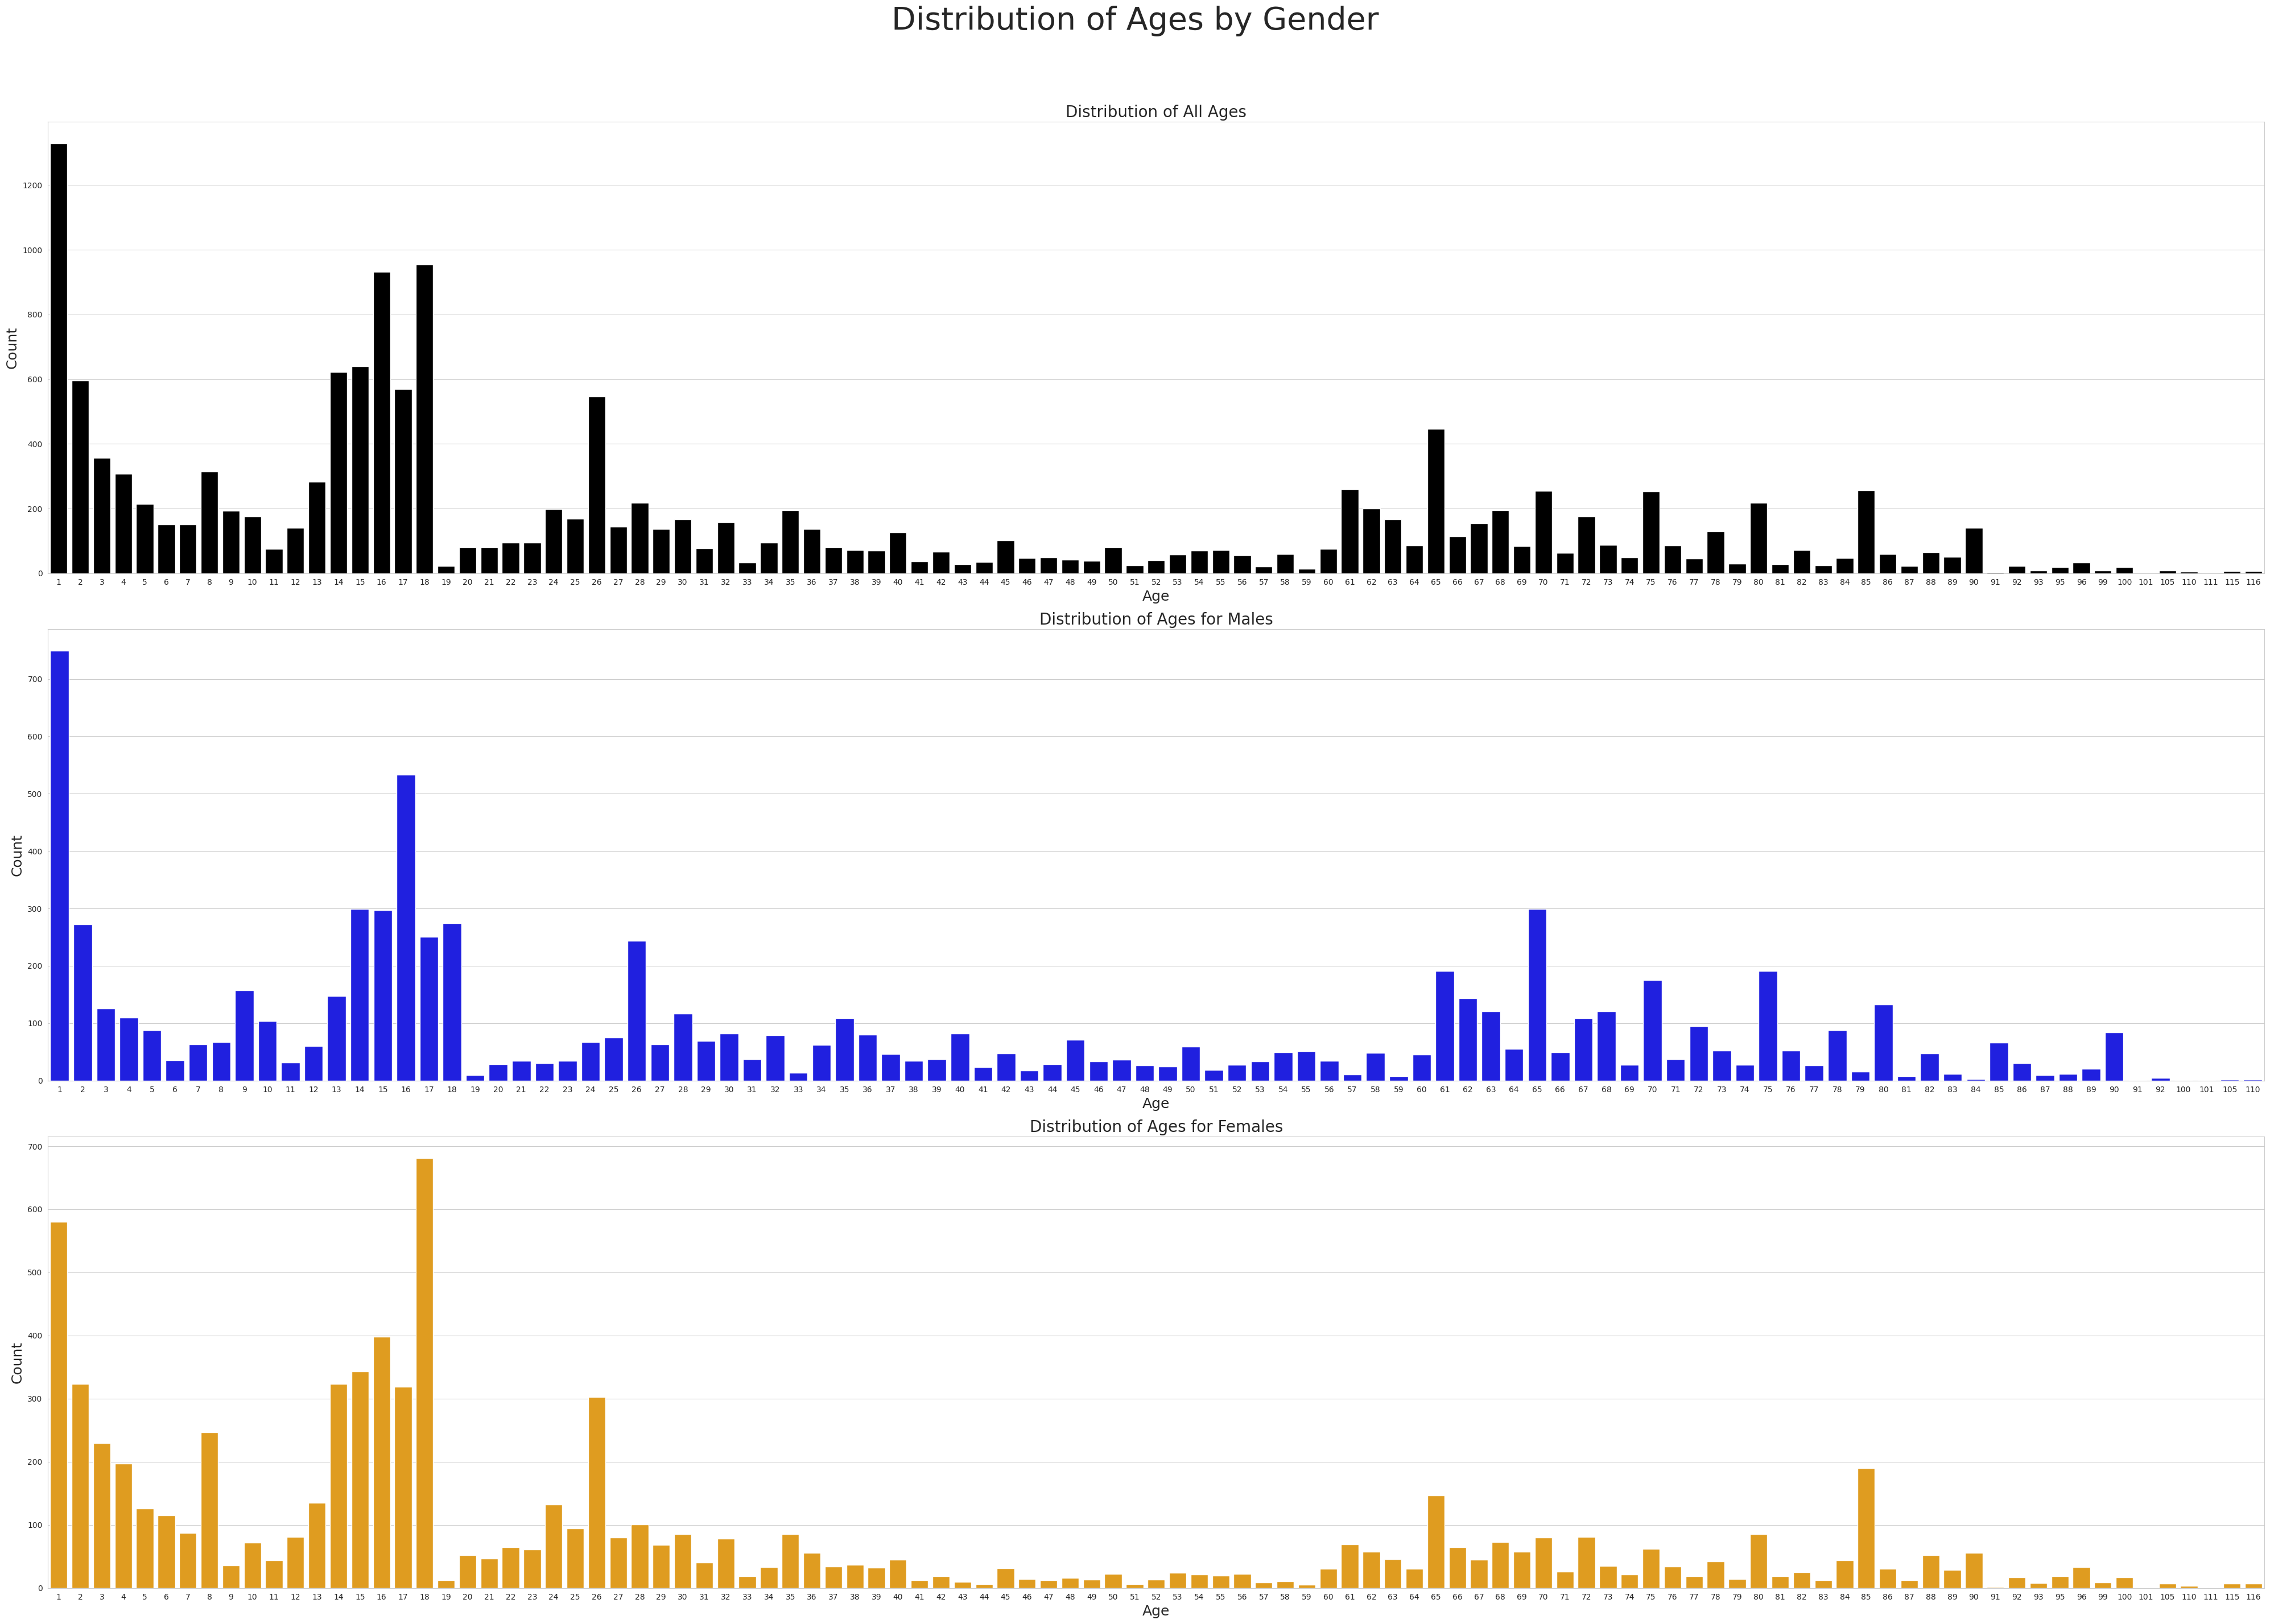 Distribution of Ages by Gender
Distribution of All Ages
1200
1000
800
600
400
200
0
Count
1 2 3 4 5 6 7 8 9 10 11 12 13 14 15 16 17 18 19 20 21 22 23 24 25 26 27 28 29 30 31 32 33 34 35 36 37 38 39 40 41 42 43 44 45 46 47 48 49 50 51 52 53 54 55 56 57 58 59 60 61 62 63 64 65 66 67 68 69 70 71 72 73 74 75 76 77 78 79 80 81 82 83 84 85 86 87 88 89 90 91 92 93 95 96 99 100 101 105 110 111 115 116
Age
Distribution of Ages for Males
700
600
500
400
300
200
100
0
Count
1 2 3 4 5 6 7 8 9 10 11 12 13 14 15 16 17 18 19 20 21 22 23 24 25 26 27 28 29 30 31 32 33 34 35 36 37 38 39 40 41 42 43 44 45 46 47 48 49 50 51 52 53 54 55 56 57 58 59 60 61 62 63 64 65 66 67 68 69 70 71 72 73 74 75 76 77 78 79 80 81 82 83 84 85 86 87 88 89 90 91 92 100 101 105 110
Age
Distribution of Ages for Females
700
600
500
400
300
200
100
0
Count
1 2 3 4 5 6 7 8 9 10 11 12 13 14 15 16 17 18 19 20 21 22 23 24 25 26 27 28 29 30 31 32 33 34 35 36 37 38 39 40 41 42 43 44 45 46 47 48 49 50 51 52 53 54 55 56 57 58 59 60 61 62 63 64 65 66 67 68 69 70 71 72 73 74 75 76 77 78 79 80 81 82 83 84 85 86 87 88 89 90 91 92 93 95 96 99 100 101 105 110 111 115 116
Age